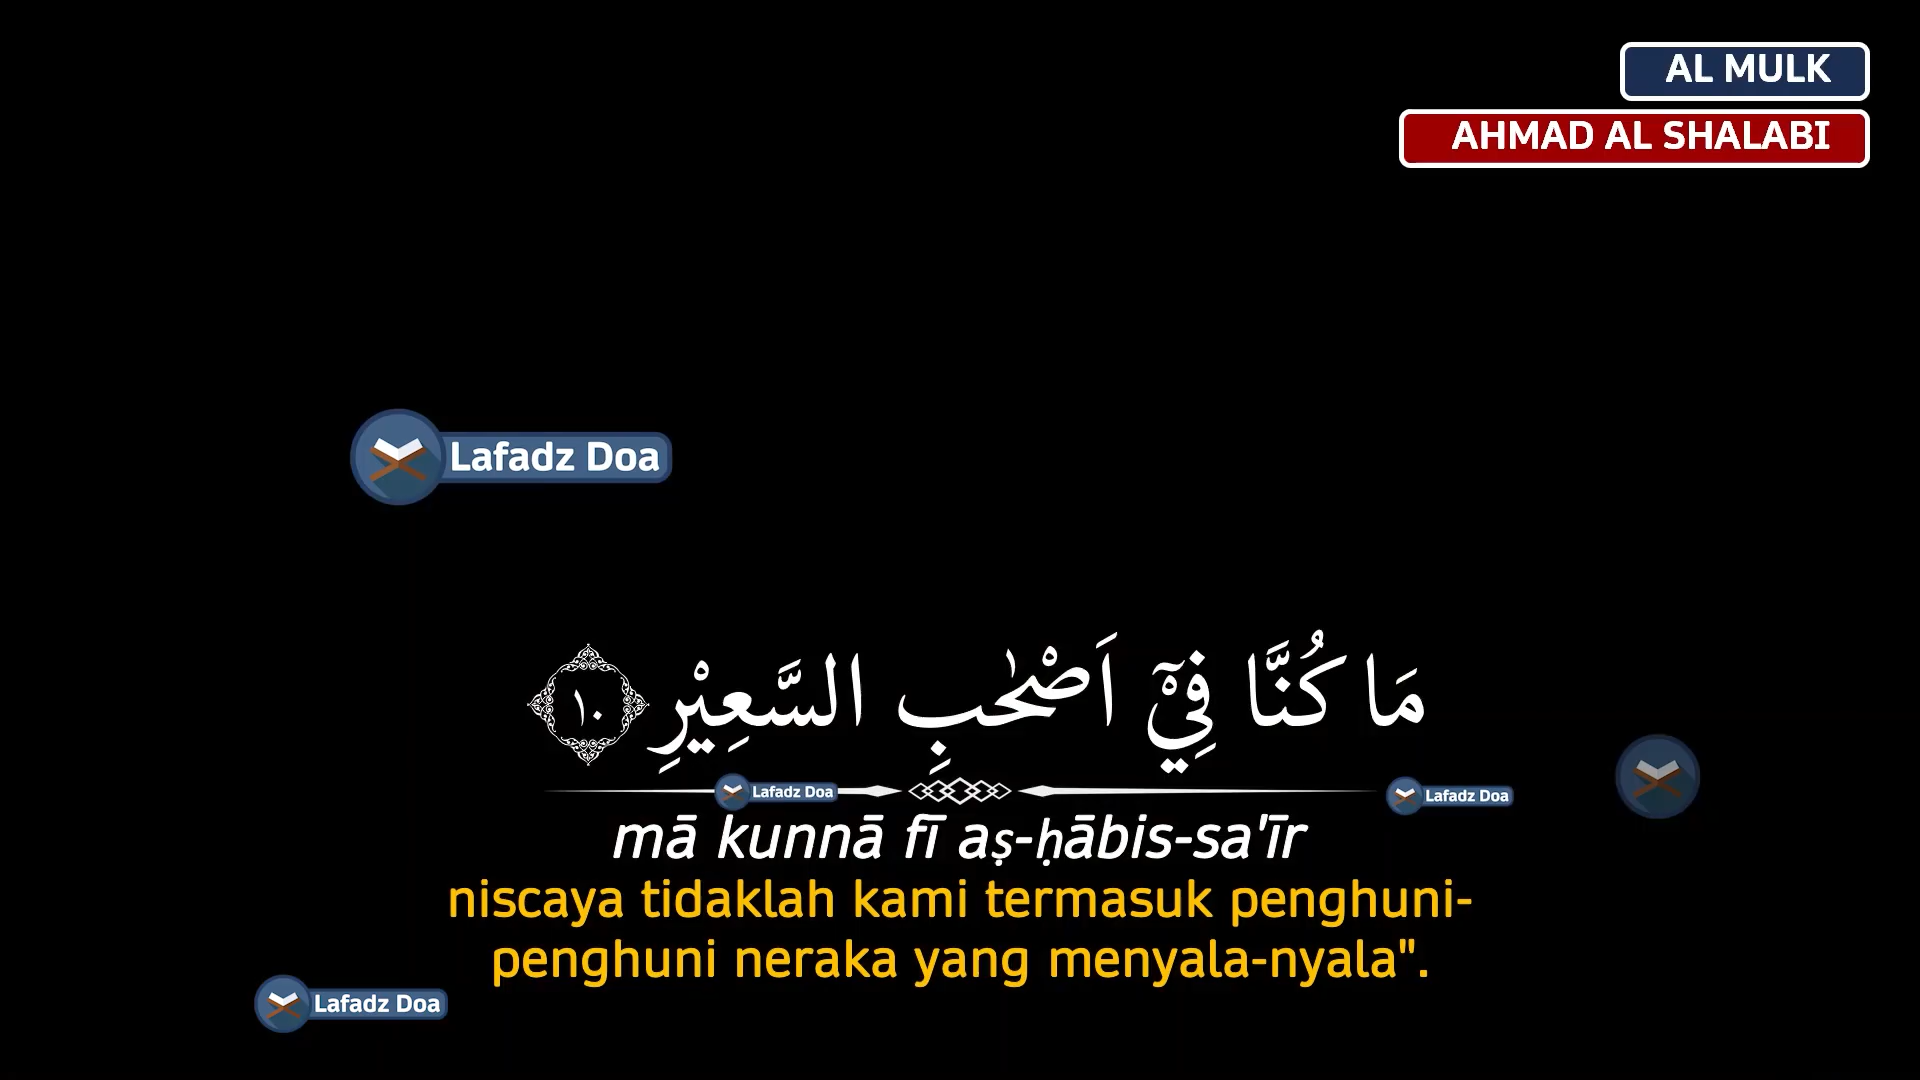 AL MULK
AHMAD AL SHALABI
Lafadz Doa
مَا كُنَّا فِيْٓ اَصْحٰبِ السَّعِيْرِ ١٠
Lafadz Doa
Lafadz Doa
mā kunnā fī aṣ-ḥābis-sa'īr
niscaya tidaklah kami termasuk penghuni-
penghuni neraka yang menyala-nyala".
Lafadz Doa